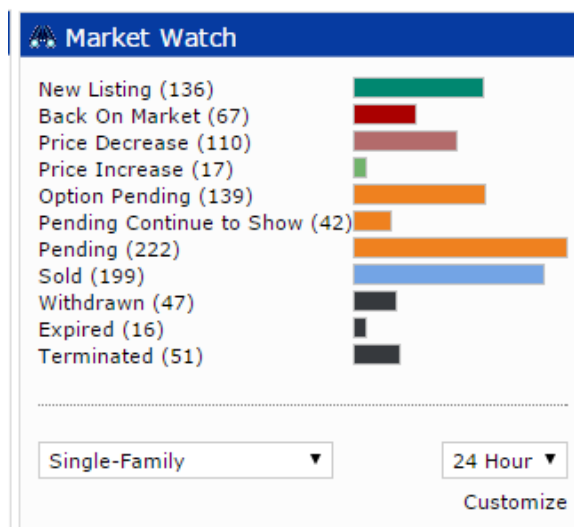 Market Watch
New Listing (136)
Back On Market (67)
Price Decrease (110)
Price Increase (17)
Option Pending (139)
Pending Continue to Show (42)
Pending (222)
Sold (199)
Withdrawn (47)
Expired (16)
Terminated (51)
Single-Family 24 Hour
Customize